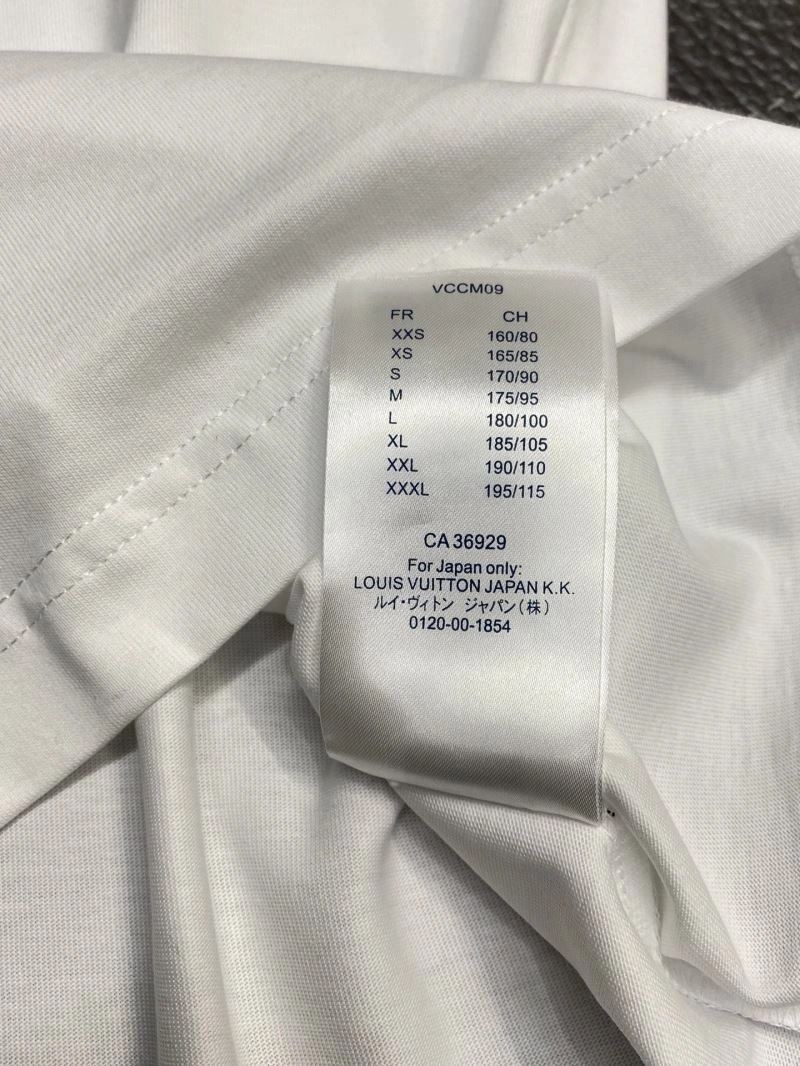 VCCM09
FR CH
XXS 160/80
XS 165/85
S 170/90
M 175/95
L 180/100
XL 185/105
XXL 190/110
XXXL 195/115
CA 36929
For Japan only:
LOUIS VUITTON JAPAN K.K.
ルイ・ヴィトン ジャパン(株)
0120-00-1854